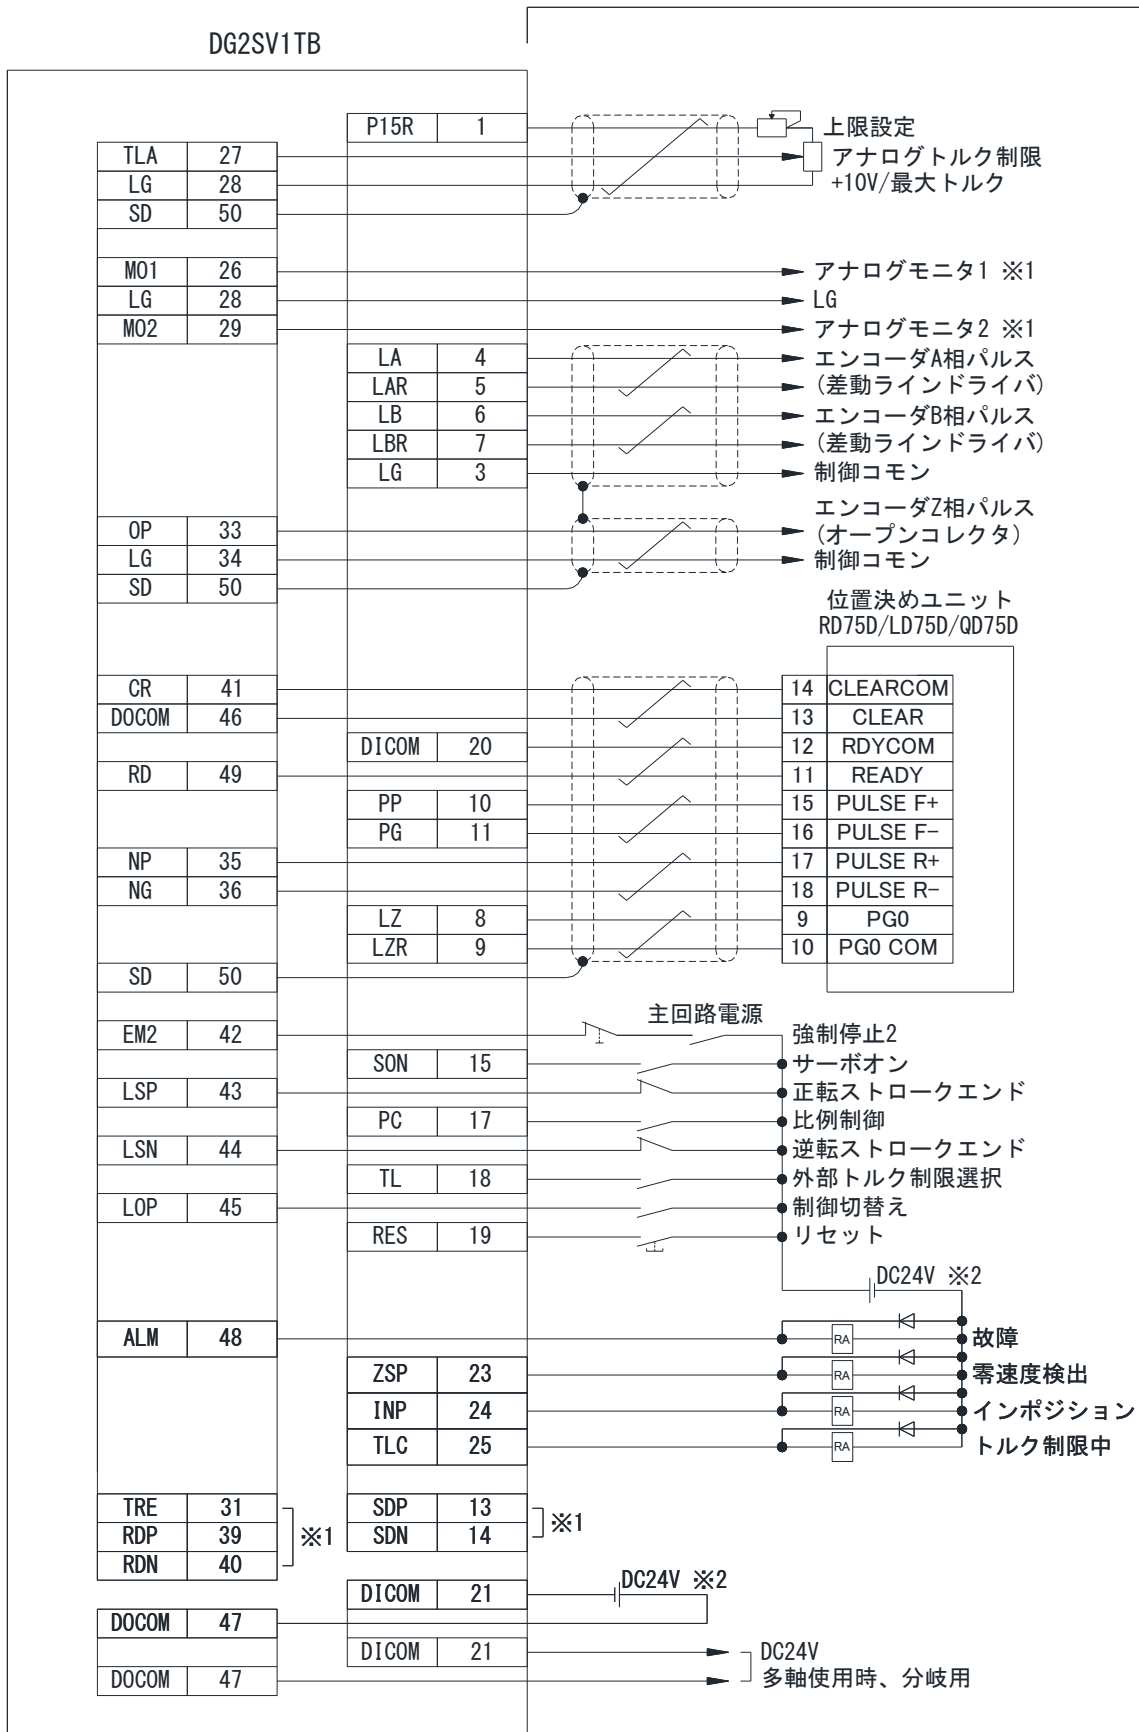 DG2SV1TB
P15R 1 上限設定
TLA 27 アナログトルク制限
LG 28 +10V/最大トルク
SD 50
MO1 26 アナログモニタ1 ※1
LG 28 LG
MO2 29 アナログモニタ2 ※1
LA 4 エンコーダA相パルス
LAR 5 (差動ラインドライバ)
LB 6 エンコーダB相パルス
LBR 7 (差動ラインドライバ)
LG 3 制御コモン
エンコーダZ相パルス
OP 33 (オープンコレクタ)
LG 34 制御コモン
SD 50
位置決めユニット
RD75D/LD75D/QD75D
CR 41 14 CLEARCOM
DOCOM 46 13 CLEAR
DICOM 20 12 RDYCOM
RD 49 11 READY
PP 10 15 PULSE F+
PG 11 16 PULSE F-
NP 35 17 PULSE R+
NG 36 18 PULSE R-
LZ 8 9 PG0
LZR 9 10 PG0 COM
SD 50
主回路電源
EM2 42 強制停止2
SON 15 サーボオン
LSP 43 正転ストロークエンド
PC 17 比例制御
LSN 44 逆転ストロークエンド
TL 18 外部トルク制限選択
LOP 45 制御切替え
RES 19 リセット
DC24V ※2
ALM 48 RA 故障
ZSP 23 RA 零速度検出
INP 24 RA インポジション
TLC 25 RA トルク制限中
TRE 31 SDP 13
RDP 39 ※1 SDN 14 ※1
RDN 40
DICOM 21 DC24V ※2
DOCOM 47
DICOM 21 DC24V
DOCOM 47 多軸使用時、分岐用